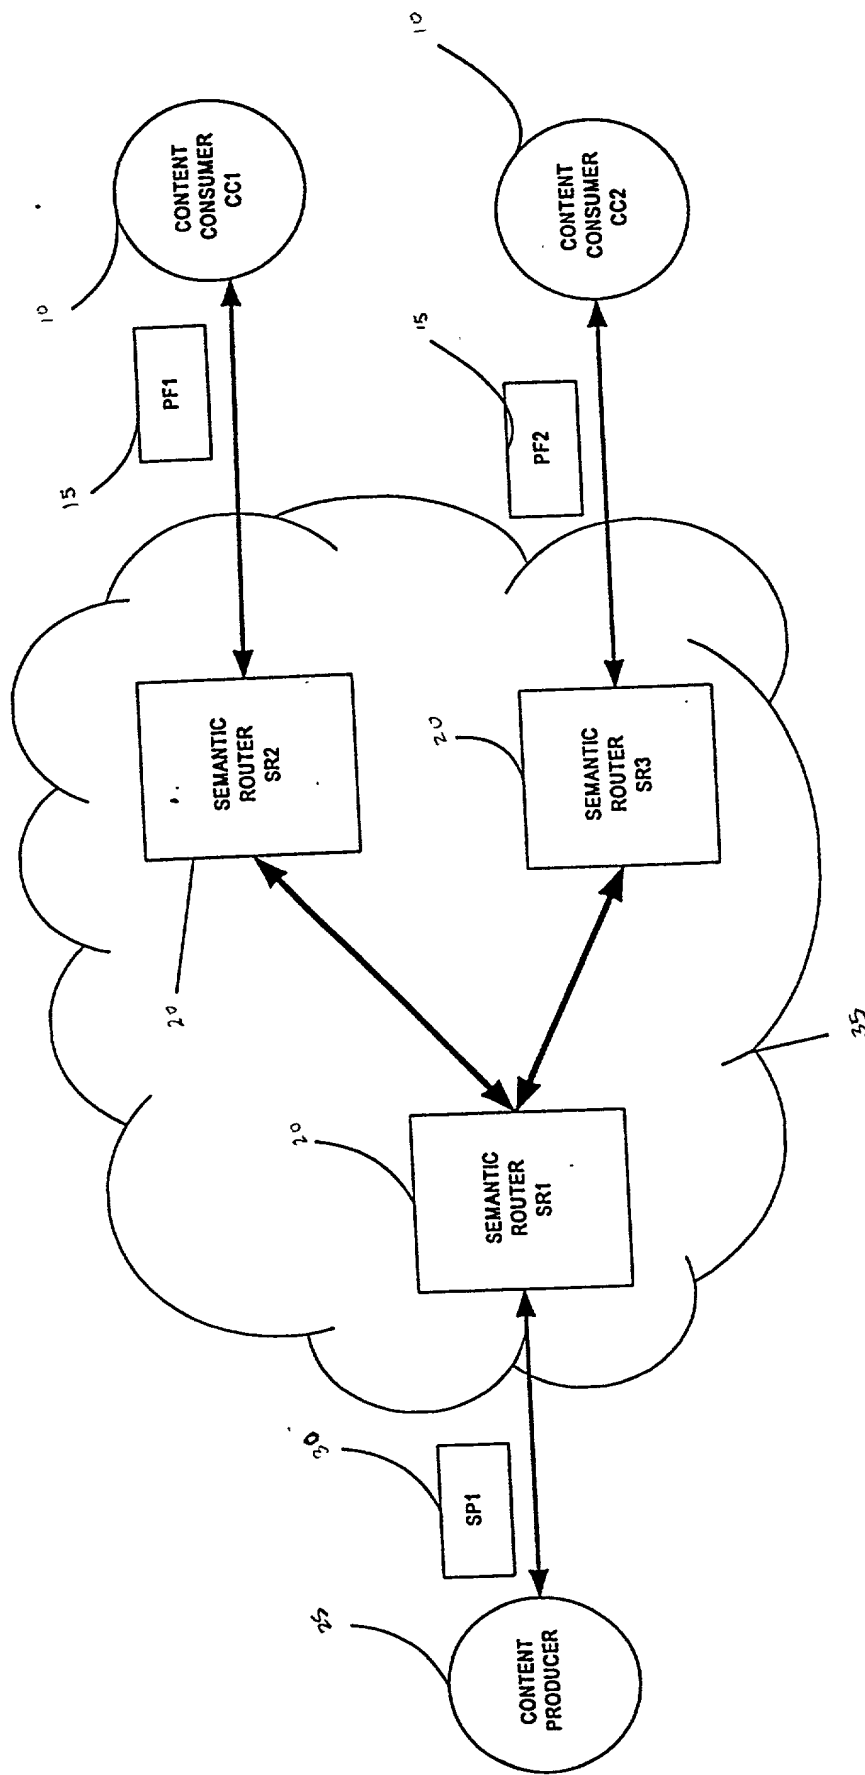 10
CONTENT
CONSUMER
CC1
15
PF1
10
CONTENT
CONSUMER
CC2
15
PF2
20
SEMANTIC
ROUTER
SR2
20
SEMANTIC
ROUTER
SR3
20
SEMANTIC
ROUTER
SR1
35
30
SP1
25
CONTENT
PRODUCER